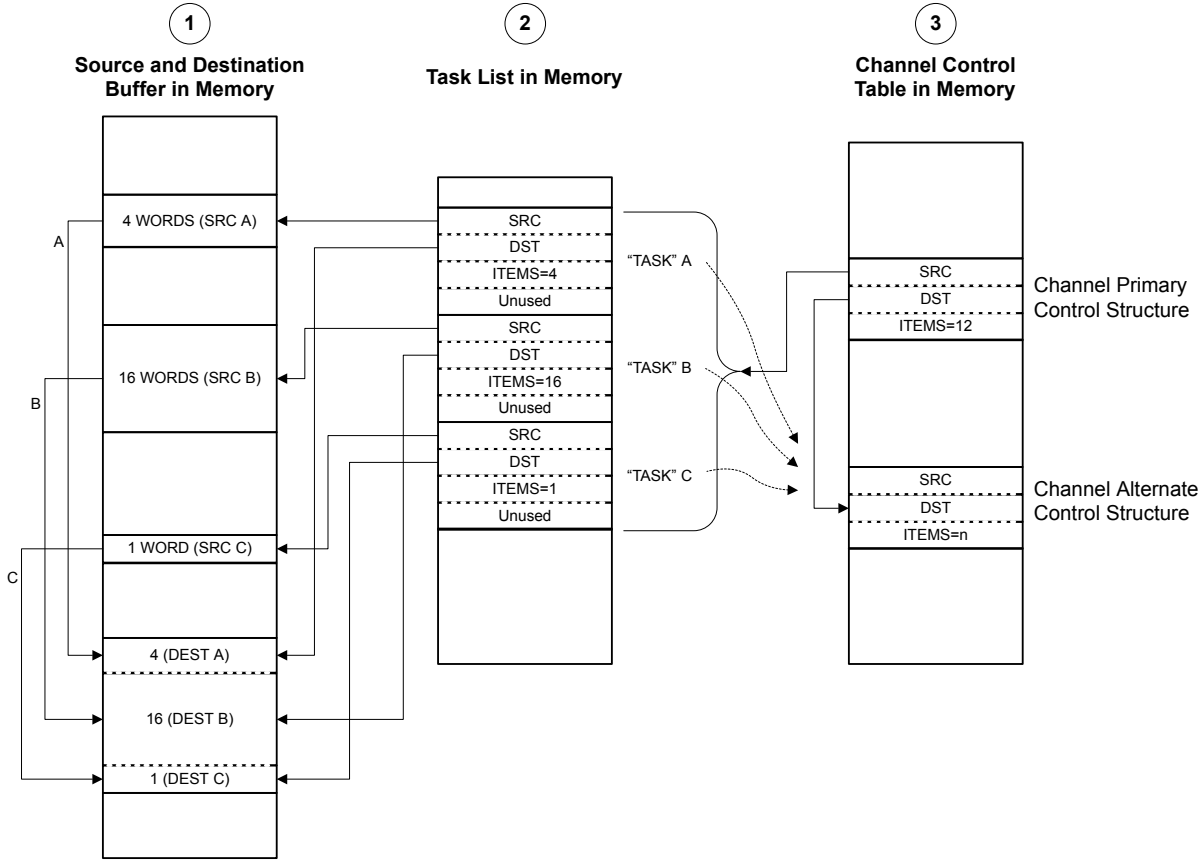 1
Source and Destination
Buffer in Memory
2
Task List in Memory
3
Channel Control
Table in Memory
4 WORDS (SRC A)
16 WORDS (SRC B)
1 WORD (SRC C)
4 (DEST A)
16 (DEST B)
1 (DEST C)
A
B
C
SRC
DST
ITEMS=4
Unused
SRC
DST
ITEMS=16
Unused
SRC
DST
ITEMS=1
Unused
“TASK” A
“TASK” B
“TASK” C
SRC
DST
ITEMS=12
Channel Primary
Control Structure
SRC
DST
ITEMS=n
Channel Alternate
Control Structure